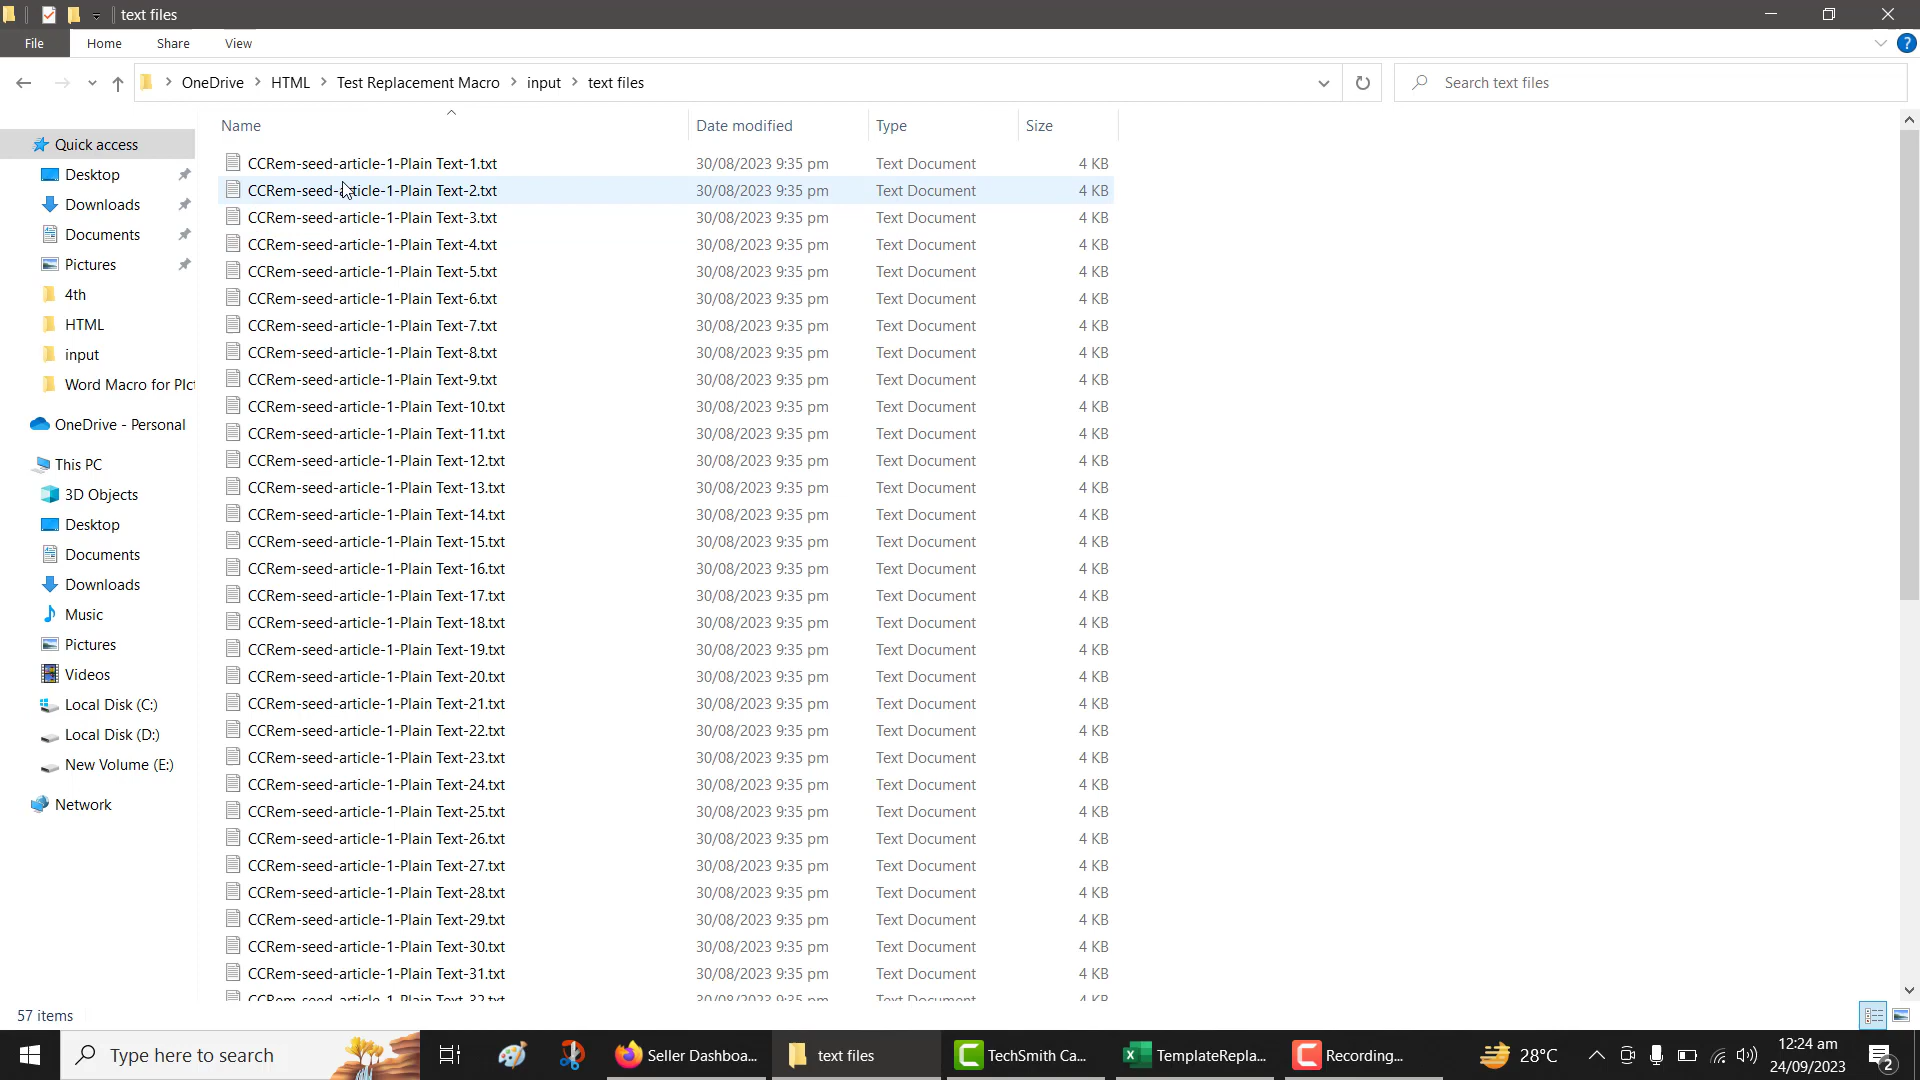 text files
File Home Share View
OneDrive HTML Test Replacement Macro input text files
Search text files
Name Date modified Type Size
Quick access
Desktop
Downloads
Documents
Pictures
4th
HTML
input
Word Macro for PIct
OneDrive - Personal
This PC
3D Objects
Desktop
Documents
Downloads
Music
Pictures
Videos
Local Disk (C:)
Local Disk (D:)
New Volume (E:)
Network
CCRem-seed-article-1-Plain Text-1.txt 30/08/2023 9:35 pm Text Document 4 KB
CCRem-seed-article-1-Plain Text-2.txt 30/08/2023 9:35 pm Text Document 4 KB
CCRem-seed-article-1-Plain Text-3.txt 30/08/2023 9:35 pm Text Document 4 KB
CCRem-seed-article-1-Plain Text-4.txt 30/08/2023 9:35 pm Text Document 4 KB
CCRem-seed-article-1-Plain Text-5.txt 30/08/2023 9:35 pm Text Document 4 KB
CCRem-seed-article-1-Plain Text-6.txt 30/08/2023 9:35 pm Text Document 4 KB
CCRem-seed-article-1-Plain Text-7.txt 30/08/2023 9:35 pm Text Document 4 KB
CCRem-seed-article-1-Plain Text-8.txt 30/08/2023 9:35 pm Text Document 4 KB
CCRem-seed-article-1-Plain Text-9.txt 30/08/2023 9:35 pm Text Document 4 KB
CCRem-seed-article-1-Plain Text-10.txt 30/08/2023 9:35 pm Text Document 4 KB
CCRem-seed-article-1-Plain Text-11.txt 30/08/2023 9:35 pm Text Document 4 KB
CCRem-seed-article-1-Plain Text-12.txt 30/08/2023 9:35 pm Text Document 4 KB
CCRem-seed-article-1-Plain Text-13.txt 30/08/2023 9:35 pm Text Document 4 KB
CCRem-seed-article-1-Plain Text-14.txt 30/08/2023 9:35 pm Text Document 4 KB
CCRem-seed-article-1-Plain Text-15.txt 30/08/2023 9:35 pm Text Document 4 KB
CCRem-seed-article-1-Plain Text-16.txt 30/08/2023 9:35 pm Text Document 4 KB
CCRem-seed-article-1-Plain Text-17.txt 30/08/2023 9:35 pm Text Document 4 KB
CCRem-seed-article-1-Plain Text-18.txt 30/08/2023 9:35 pm Text Document 4 KB
CCRem-seed-article-1-Plain Text-19.txt 30/08/2023 9:35 pm Text Document 4 KB
CCRem-seed-article-1-Plain Text-20.txt 30/08/2023 9:35 pm Text Document 4 KB
CCRem-seed-article-1-Plain Text-21.txt 30/08/2023 9:35 pm Text Document 4 KB
CCRem-seed-article-1-Plain Text-22.txt 30/08/2023 9:35 pm Text Document 4 KB
CCRem-seed-article-1-Plain Text-23.txt 30/08/2023 9:35 pm Text Document 4 KB
CCRem-seed-article-1-Plain Text-24.txt 30/08/2023 9:35 pm Text Document 4 KB
CCRem-seed-article-1-Plain Text-25.txt 30/08/2023 9:35 pm Text Document 4 KB
CCRem-seed-article-1-Plain Text-26.txt 30/08/2023 9:35 pm Text Document 4 KB
CCRem-seed-article-1-Plain Text-27.txt 30/08/2023 9:35 pm Text Document 4 KB
CCRem-seed-article-1-Plain Text-28.txt 30/08/2023 9:35 pm Text Document 4 KB
CCRem-seed-article-1-Plain Text-29.txt 30/08/2023 9:35 pm Text Document 4 KB
CCRem-seed-article-1-Plain Text-30.txt 30/08/2023 9:35 pm Text Document 4 KB
CCRem-seed-article-1-Plain Text-31.txt 30/08/2023 9:35 pm Text Document 4 KB
CCRem-seed-article-1-Plain Text-32.txt 30/08/2023 9:35 pm Text Document 4 KB
57 items
Type here to search Seller Dashboa... text files TechSmith Ca... TemplateRepla... Recording... 28°C 12:24 am
24/09/2023 2